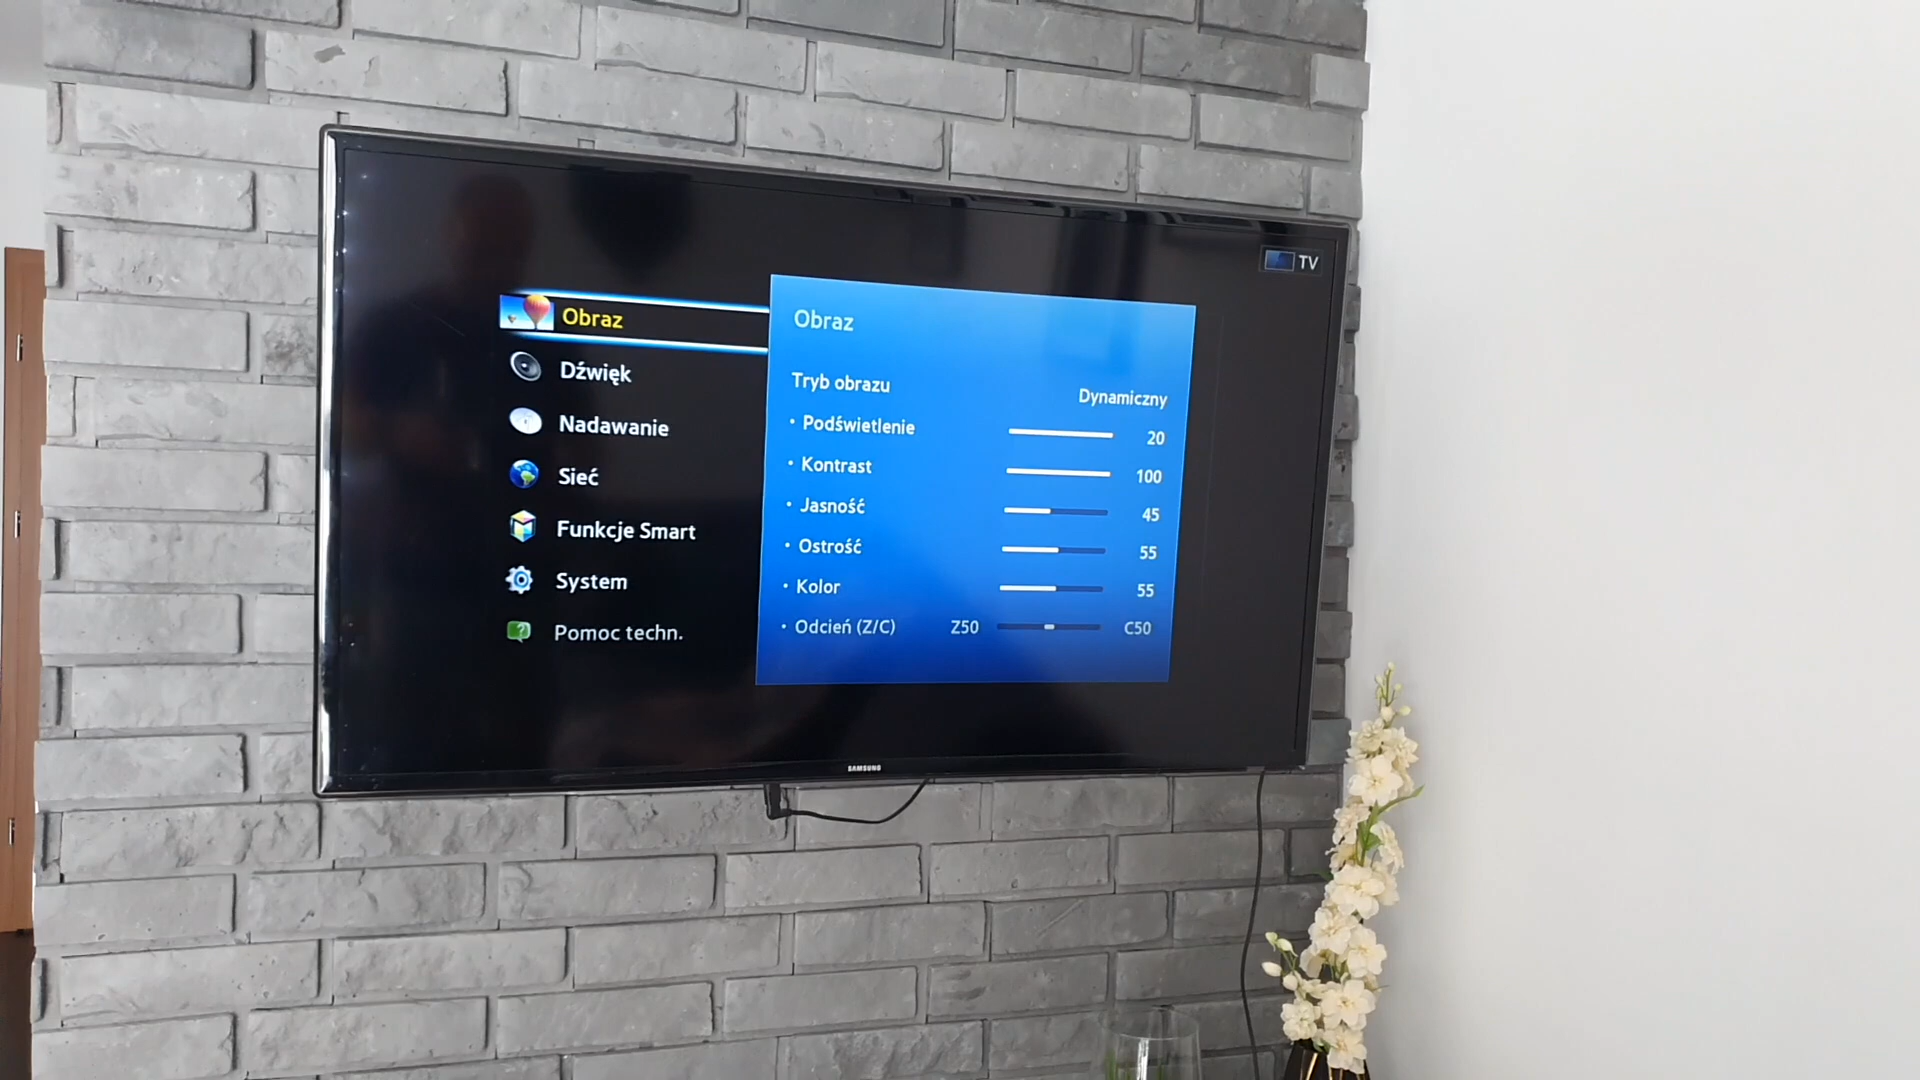 TV
Obraz
Dźwięk
Nadawanie
Sieć
Funkcje Smart
System
Pomoc techn.
Obraz
Tryb obrazu Dynamiczny
· Podświetlenie 20
· Kontrast 100
· Jasność 45
· Ostrość 55
· Kolor 55
· Odcień (Z/C) Z50 C50
SAMSUNG